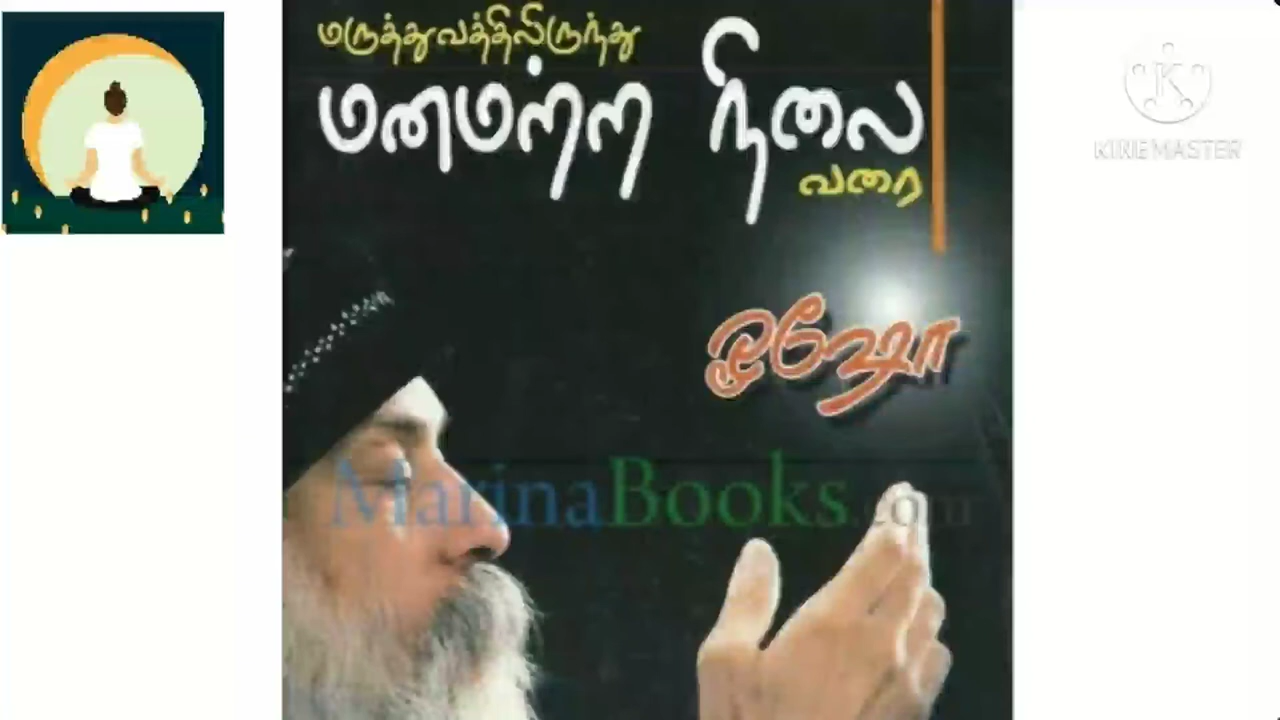 மருத்துவத்திலிருந்து
மனமற்ற நிலை
வரை
ஓஷோ
MarinaBooks.com
K
KINEMASTER